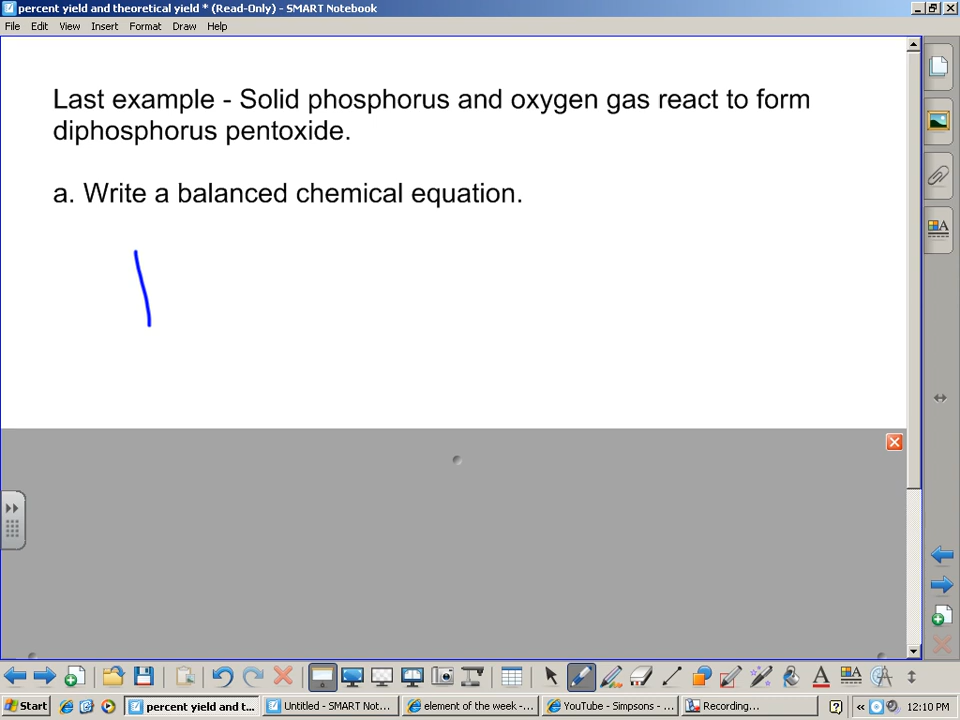 percent yield and theoretical yield * (Read-Only) - SMART Notebook
File Edit View Insert Format Draw Help
Last example - Solid phosphorus and oxygen gas react to form
diphosphorus pentoxide.
a. Write a balanced chemical equation.
Start percent yield and t... Untitled - SMART Not... element of the week -... YouTube - Simpsons - ... Recording... « 12:10 PM